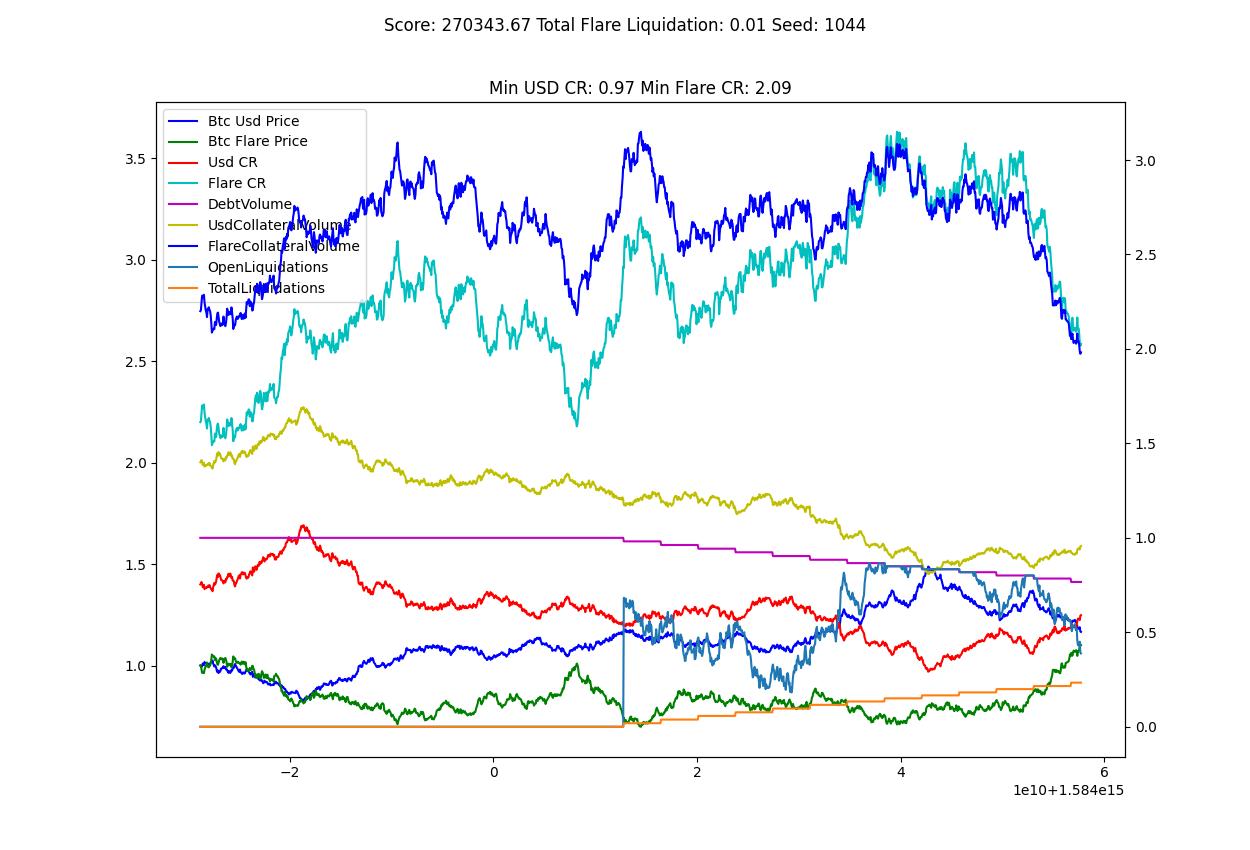 Score: 270343.67 Total Flare Liquidation: 0.01 Seed: 1044
Min USD CR: 0.97 Min Flare CR: 2.09
Btc Usd Price
Btc Flare Price
Usd CR
Flare CR
DebtVolume
UsdCollateralVolume
FlareCollateralVolume
OpenLiquidations
TotalLiquidations
3.5
3.0
2.5
2.0
1.5
1.0
3.0
2.5
2.0
1.5
1.0
0.5
0.0
−2 0 2 4 6
1e10+1.584e15